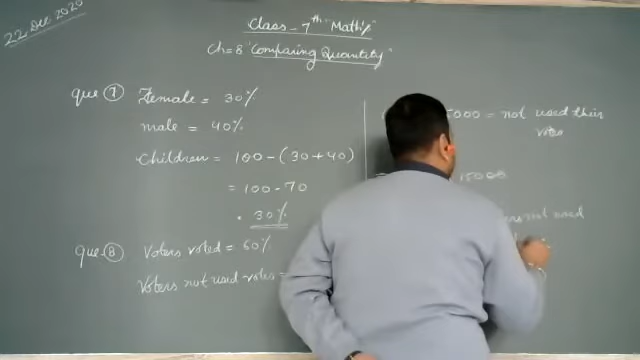 22 Dec 2020
Class - 7th "Math's"
Ch = 8 "Comparing Quantity"
que 7 Female = 30%
male = 40%
Children = 100 - (30 + 40)
= 100 - 70
= 30%
que 8 Voters voted = 60%
Voters not used votes =
5000 = not used their
vote
15000
not used